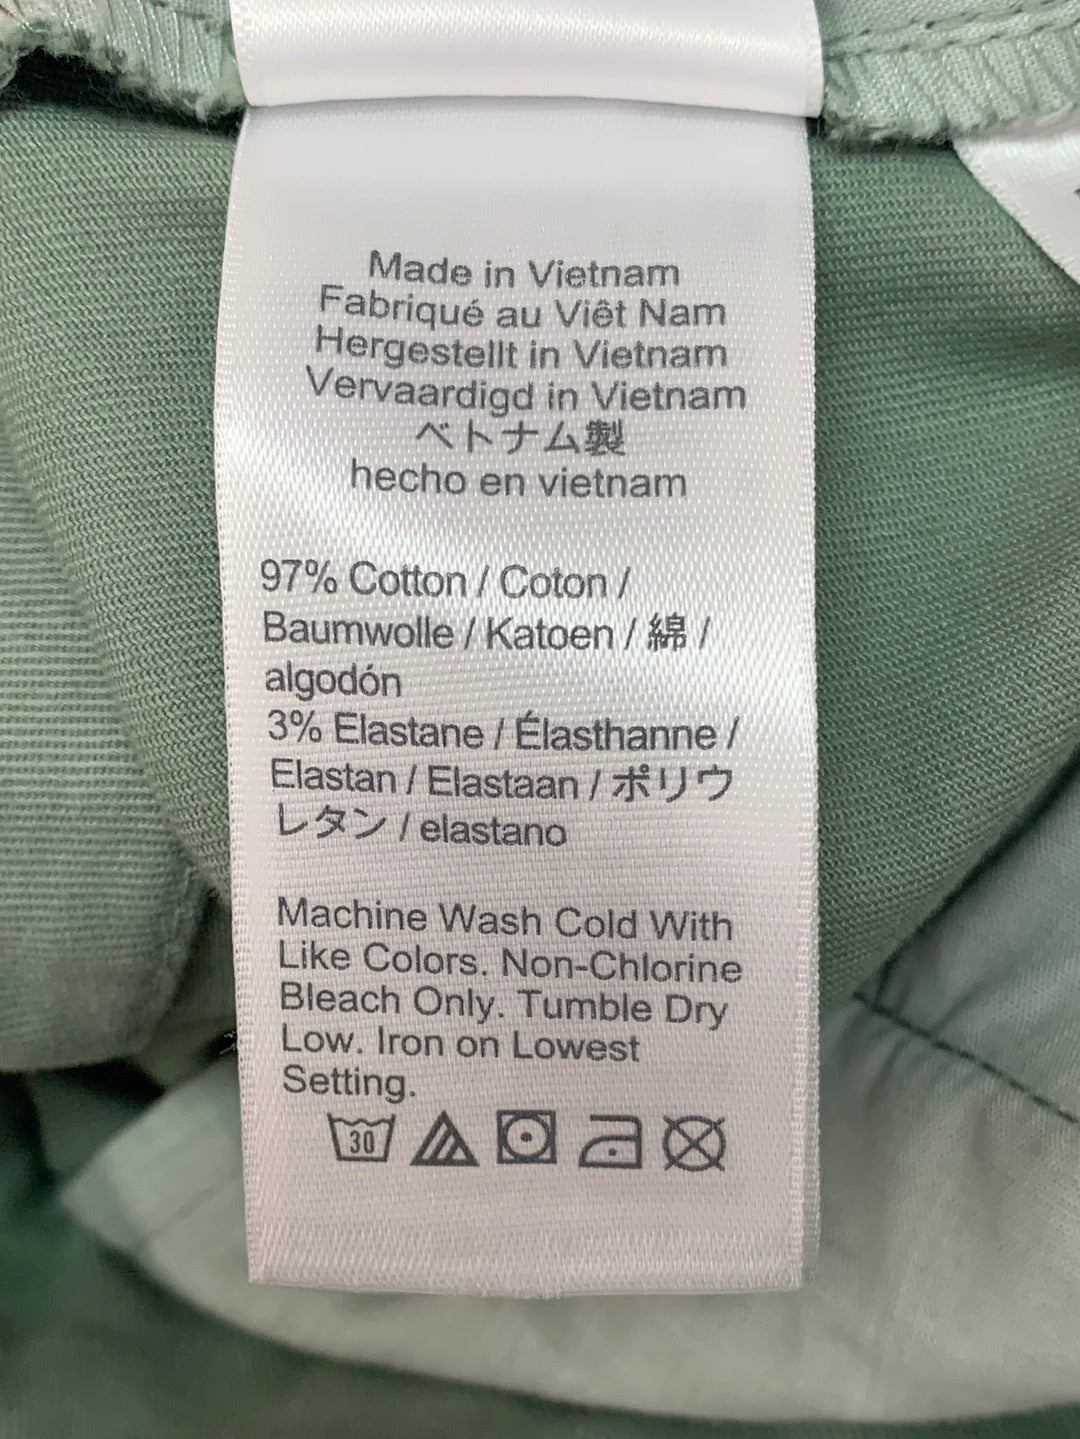 Made in Vietnam
Fabriqué au Viêt Nam
Hergestellt in Vietnam
Vervaardigd in Vietnam
ベトナム製
hecho en vietnam
97% Cotton / Coton /
Baumwolle / Katoen / 綿 /
algodón
3% Elastane / Élasthanne /
Elastan / Elastaan / ポリウ
レタン / elastano
Machine Wash Cold With
Like Colors. Non-Chlorine
Bleach Only. Tumble Dry
Low. Iron on Lowest
Setting.
30